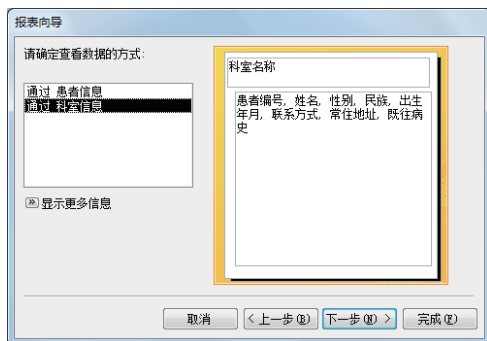 报表向导
请确定查看数据的方式:
通过 患者信息
通过 科室信息
显示更多信息
科室名称
患者编号, 姓名, 性别, 民族, 出生
年月, 联系方式, 常住地址, 既往病
史
取消
< 上一步(B)
下一步(N) >
完成(F)